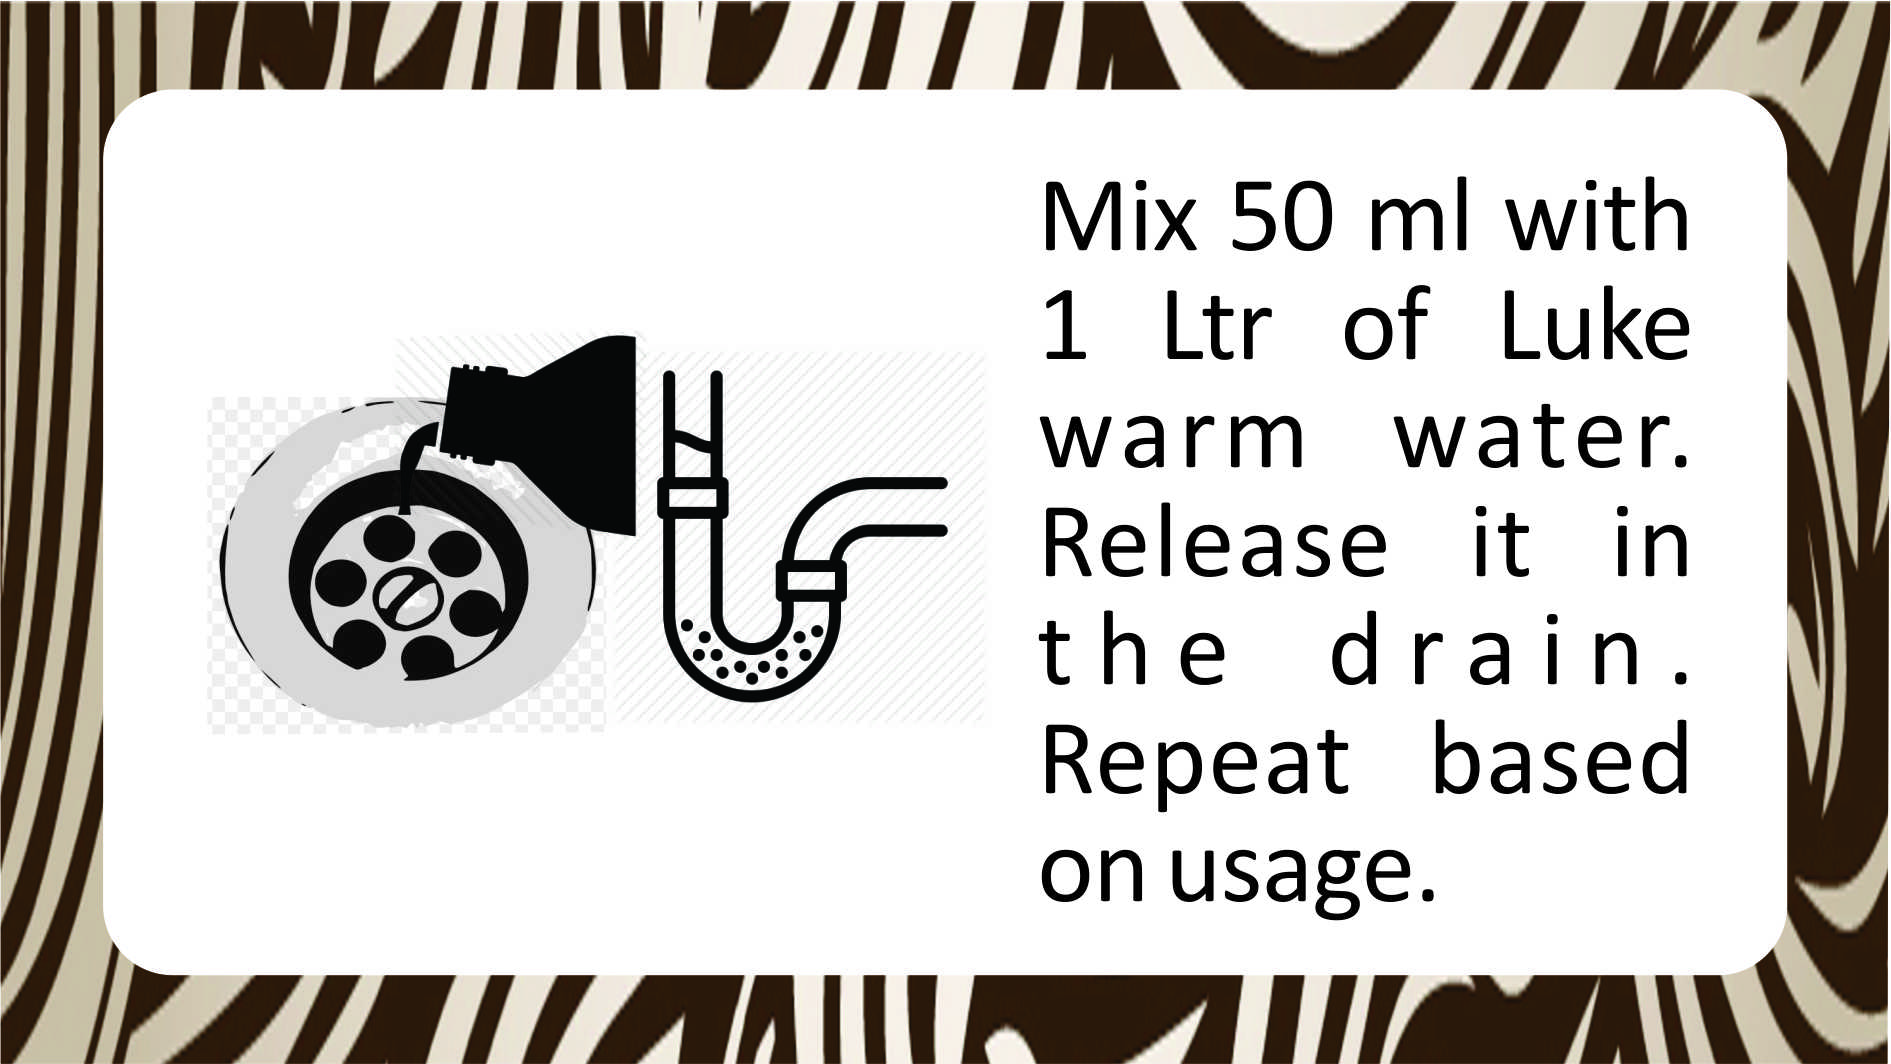 Mix 50 ml with
1 Ltr of Luke
warm water.
Release it in
the drain.
Repeat based
on usage.